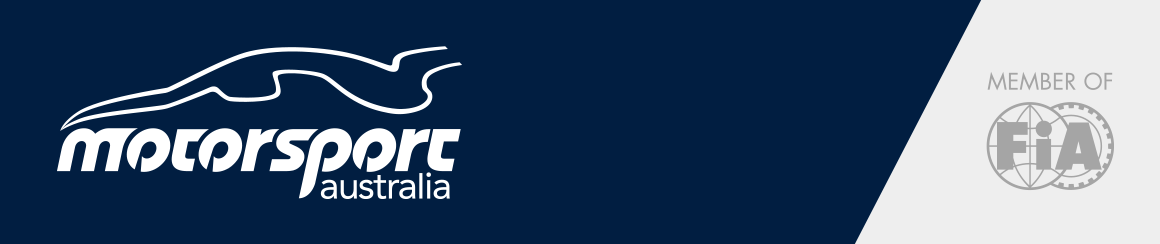 motorsport
australia
MEMBER OF
FiA